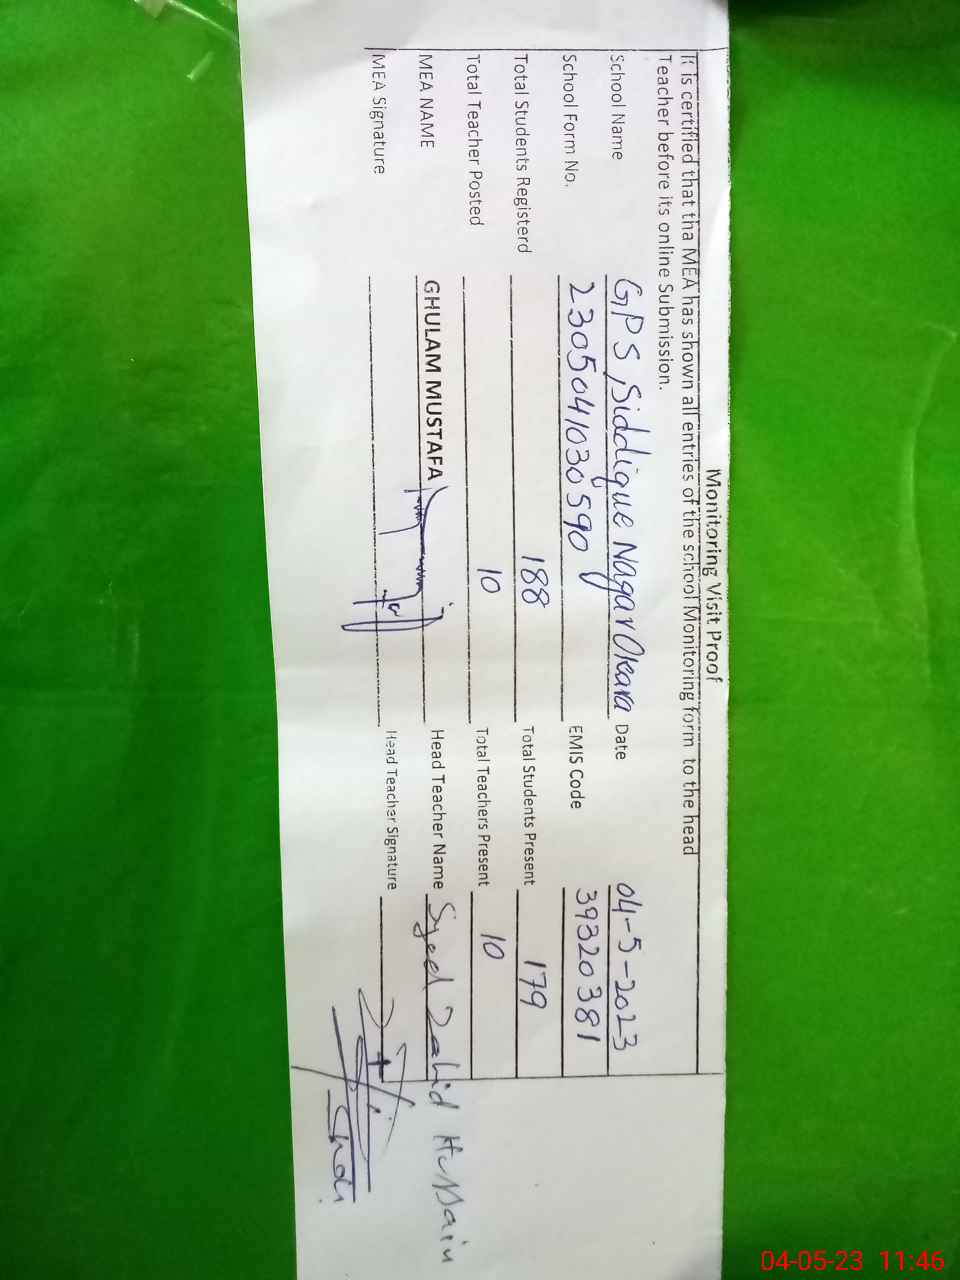 Monitoring Visit Proof
It is certified that tha MEA has shown all entries of the school Monitoring form to the head
Teacher before its online Submission.
School Name GPS, Siddique Nagar Okara Date 04-5-2023
School Form No. 2305041030590 EMIS Code 39320381
Total Students Registerd 188 Total Students Present 179
Total Teacher Posted 10 Total Teachers Present 10
MEA NAME GHULAM MUSTAFA Head Teacher Name Syed Zahid Hussain
MEA Signature Head Teacher Signature
04-05-23 11:46